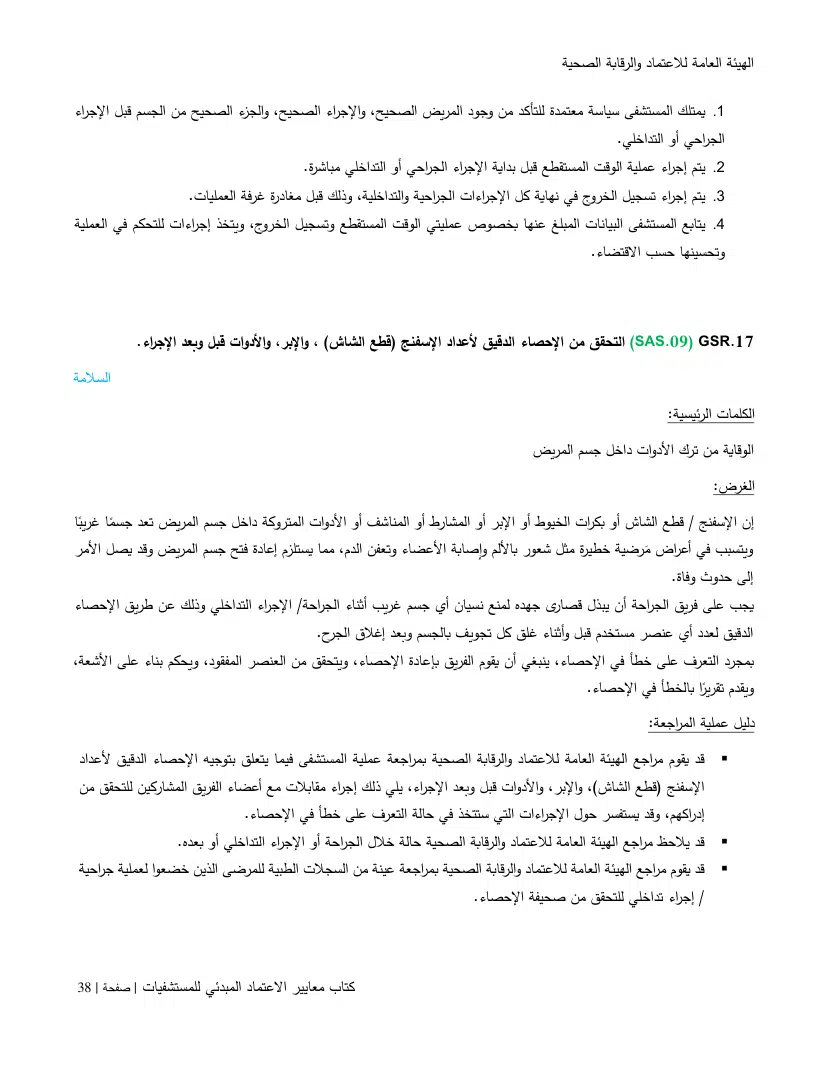 الهيئة العامة للاعتماد والرقابة الصحية
1. يمتلك المستشفى سياسة معتمدة للتأكد من وجود المريض الصحيح، والإجراء الصحيح، والجزء الصحيح من الجسم قبل الإجراء
الجراحي أو التداخلي.
2. يتم إجراء عملية الوقت المستقطع قبل بداية الإجراء الجراحي أو التداخلي مباشرة.
3. يتم إجراء تسجيل الخروج في نهاية كل الإجراءات الجراحية والتداخلية، وذلك قبل مغادرة غرفة العمليات.
4. يتابع المستشفى البيانات المبلغ عنها بخصوص عمليتي الوقت المستقطع وتسجيل الخروج، ويتخذ إجراءات للتحكم في العملية
وتحسينها حسب الاقتضاء.
GSR.17 (SAS.09) التحقق من الإحصاء الدقيق لأعداد الإسفنج (قطع الشاش) ، والإبر، والأدوات قبل وبعد الإجراء.
السلامة
الكلمات الرئيسية:
الوقاية من ترك الأدوات داخل جسم المريض
الغرض:
إن الإسفنج / قطع الشاش أو بكرات الخيوط أو الإبر أو المشارط أو المناشف أو الأدوات المتروكة داخل جسم المريض تعد جسمًا غريبًا
ويتسبب في أعراض مَرضية خطيرة مثل شعور بالألم وإصابة الأعضاء وتعفن الدم، مما يستلزم إعادة فتح جسم المريض وقد يصل الأمر
إلى حدوث وفاة.
يجب على فريق الجراحة أن يبذل قصارى جهده لمنع نسيان أي جسم غريب أثناء الجراحة/ الإجراء التداخلي وذلك عن طريق الإحصاء
الدقيق لعدد أي عنصر مستخدم قبل وأثناء غلق كل تجويف بالجسم وبعد إغلاق الجرح.
بمجرد التعرف على خطأ في الإحصاء، ينبغي أن يقوم الفريق بإعادة الإحصاء، ويتحقق من العنصر المفقود، ويحكم بناء على الأشعة،
ويقدم تقريرًا بالخطأ في الإحصاء.
دليل عملية المراجعة:
▪ قد يقوم مراجع الهيئة العامة للاعتماد والرقابة الصحية بمراجعة عملية المستشفى فيما يتعلق بتوجيه الإحصاء الدقيق لأعداد
الإسفنج (قطع الشاش)، والإبر، والأدوات قبل وبعد الإجراء، يلي ذلك إجراء مقابلات مع أعضاء الفريق المشاركين للتحقق من
إدراكهم، وقد يستفسر حول الإجراءات التي ستتخذ في حالة التعرف على خطأ في الإحصاء.
▪ قد يلاحظ مراجع الهيئة العامة للاعتماد والرقابة الصحية حالة خلال الجراحة أو الإجراء التداخلي أو بعده.
▪ قد يقوم مراجع الهيئة العامة للاعتماد والرقابة الصحية بمراجعة عينة من السجلات الطبية للمرضى الذين خضعوا لعملية جراحية
/ إجراء تداخلي للتحقق من صحيفة الإحصاء.
كتاب معايير الاعتماد المبدئي للمستشفيات | صفحة | 38